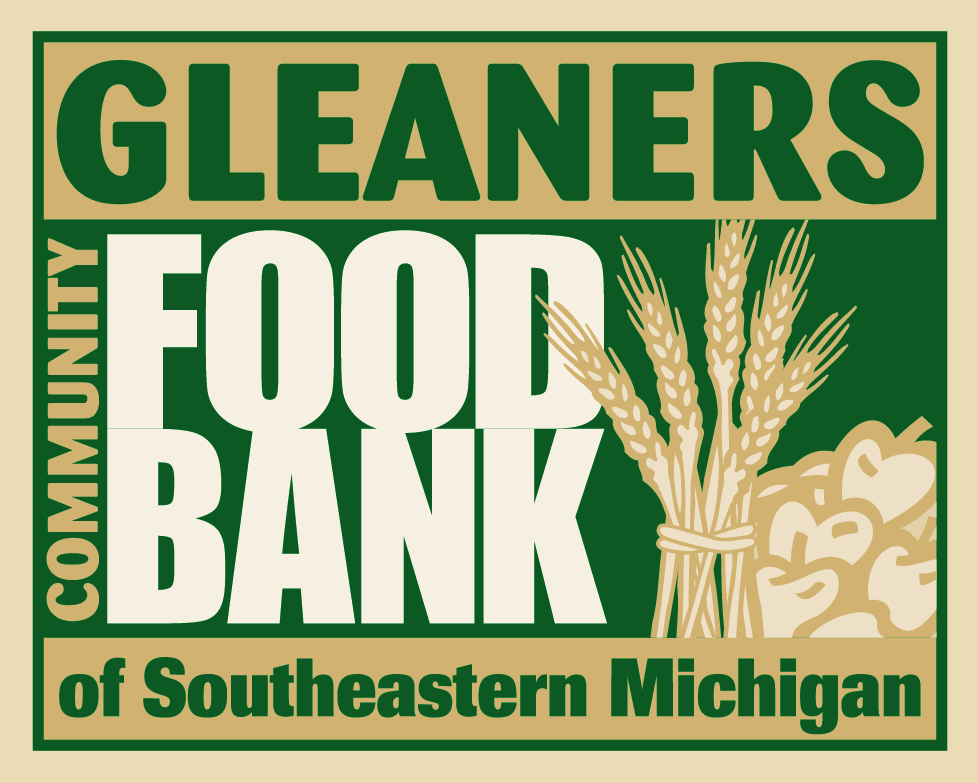 GLEANERS
COMMUNITY
FOOD
BANK
of Southeastern Michigan